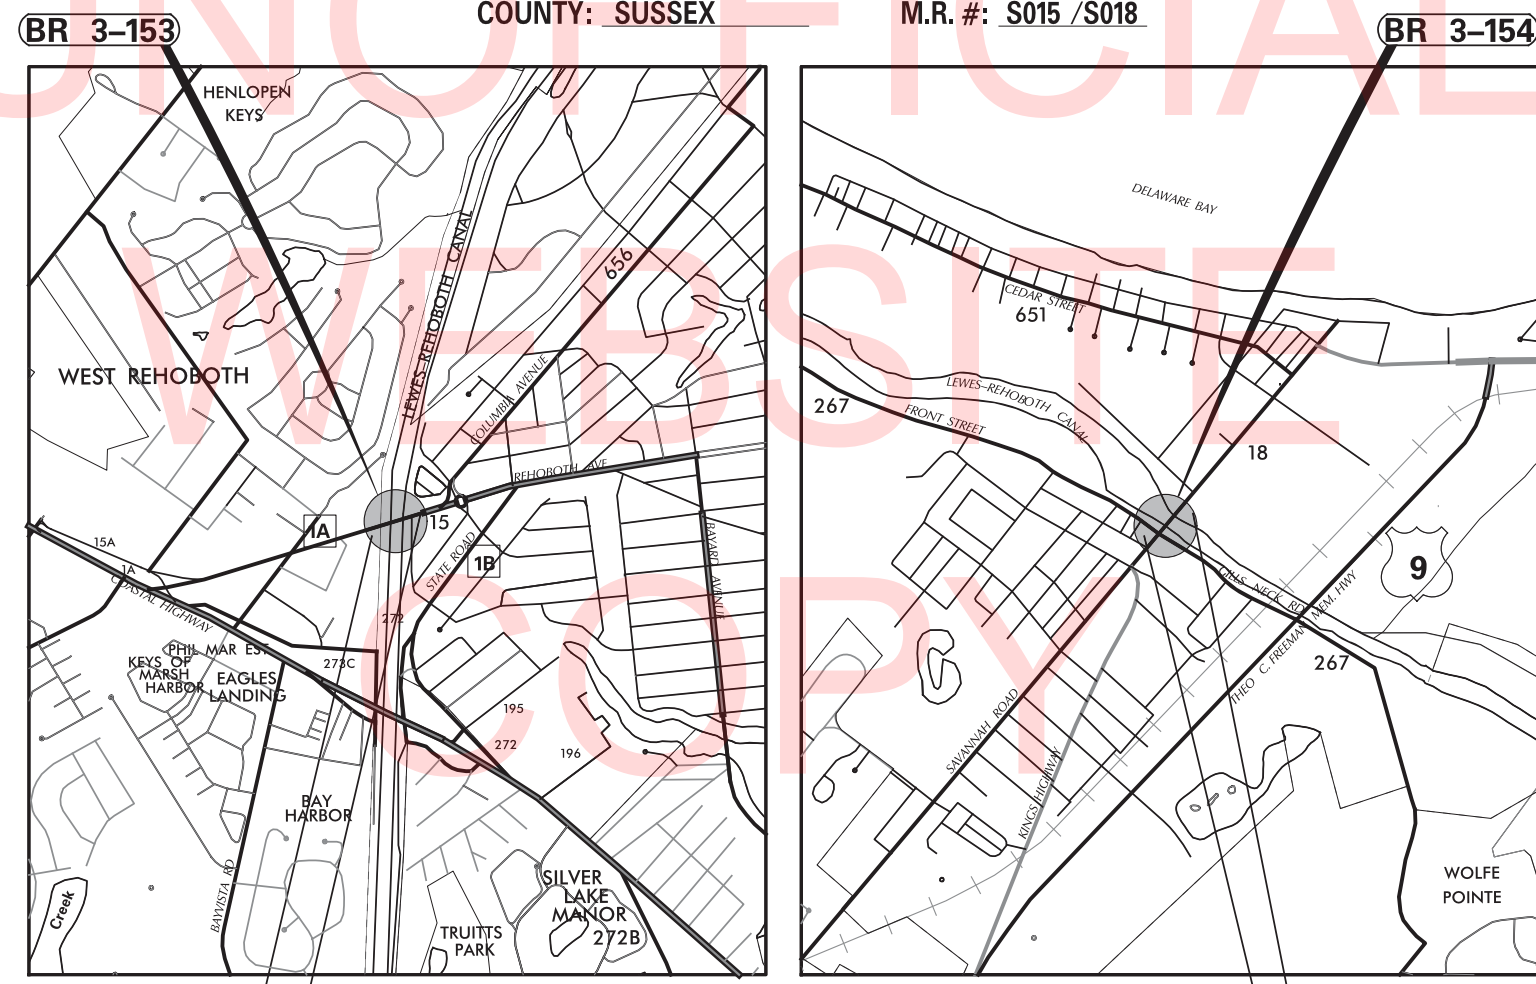 COUNTY: SUSSEX
M.R. #: S015 /S018
BR 3–153
BR 3–154
UNOFFICIAL
WEBSITE
COPY
HENLOPEN
KEYS
LEWES–REHOBOTH CANAL
656
WEST REHOBOTH
COLUMBIA AVENUE
REHOBOTH AVE
1A
15
STATE ROAD
1B
BAYARD AVENUE
15A
1A
COASTAL HIGHWAY
272
PHIL MAR EST
273C
KEYS OF
MARSH
HARBOR
EAGLES
LANDING
195
272
196
BAY
HARBOR
BAYVISTA RD
Creek
SILVER
LAKE
MANOR
272B
TRUITTS
PARK
DELAWARE BAY
CEDAR STREET
651
LEWES–REHOBOTH CANAL
267
FRONT STREET
18
9
GILLS NECK RD
THEO C. FREEMAN MEM. HWY
267
SAVANNAH ROAD
KINGS HIGHWAY
WOLFE
POINTE